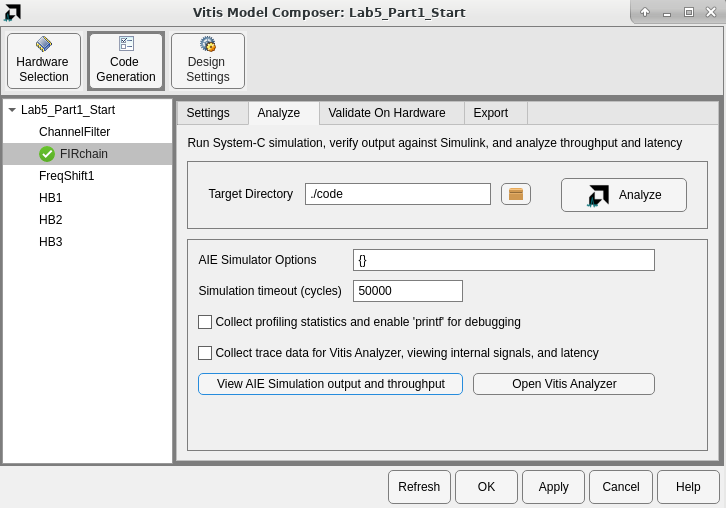 Vitis Model Composer: Lab5_Part1_Start
Hardware
Selection
Code
Generation
Design
Settings
Lab5_Part1_Start
ChannelFilter
FIRchain
FreqShift1
HB1
HB2
HB3
Settings
Analyze
Validate On Hardware
Export
Run System-C simulation, verify output against Simulink, and analyze throughput and latency
Target Directory
./code
Analyze
AIE Simulator Options
{}
Simulation timeout (cycles)
50000
Collect profiling statistics and enable 'printf' for debugging
Collect trace data for Vitis Analyzer, viewing internal signals, and latency
View AIE Simulation output and throughput
Open Vitis Analyzer
Refresh
OK
Apply
Cancel
Help